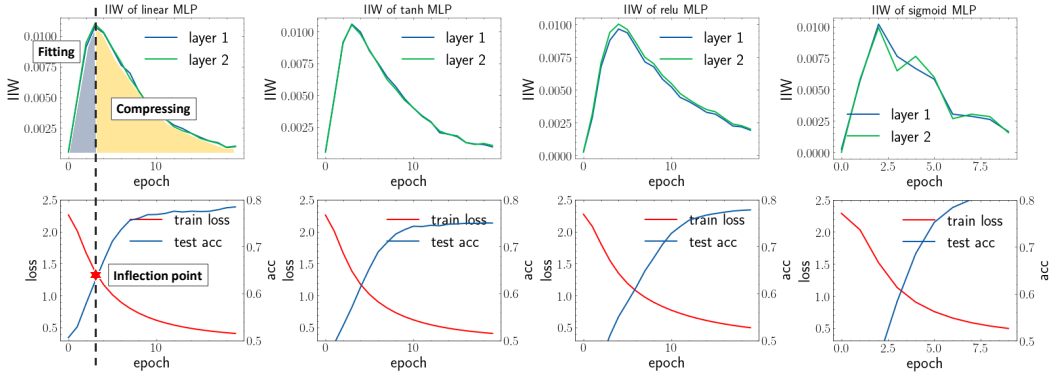 IIW of linear MLP
0.0100
0.0075
0.0050
0.0025
IIW
Fitting
layer 1
layer 2
Compressing
0
10
epoch
IIW of tanh MLP
0.0100
0.0075
0.0050
0.0025
IIW
layer 1
layer 2
0
10
epoch
IIW of relu MLP
0.0100
0.0075
0.0050
0.0025
0.0000
IIW
layer 1
layer 2
0
10
epoch
IIW of sigmoid MLP
0.0100
0.0075
0.0050
0.0025
0.0000
IIW
layer 1
layer 2
0.0
2.5
5.0
7.5
epoch
2.5
2.0
1.5
1.0
0.5
loss
train loss
test acc
Inflection point
0.8
0.7
0.6
0.5
acc
0
10
epoch
2.5
2.0
1.5
1.0
0.5
loss
train loss
test acc
0.8
0.7
0.6
0.5
acc
0
10
epoch
2.5
2.0
1.5
1.0
0.5
loss
train loss
test acc
0.8
0.7
0.6
0.5
acc
0
10
epoch
2.5
2.0
1.5
1.0
0.5
loss
train loss
test acc
0.8
0.7
0.6
0.5
acc
0.0
2.5
5.0
7.5
epoch